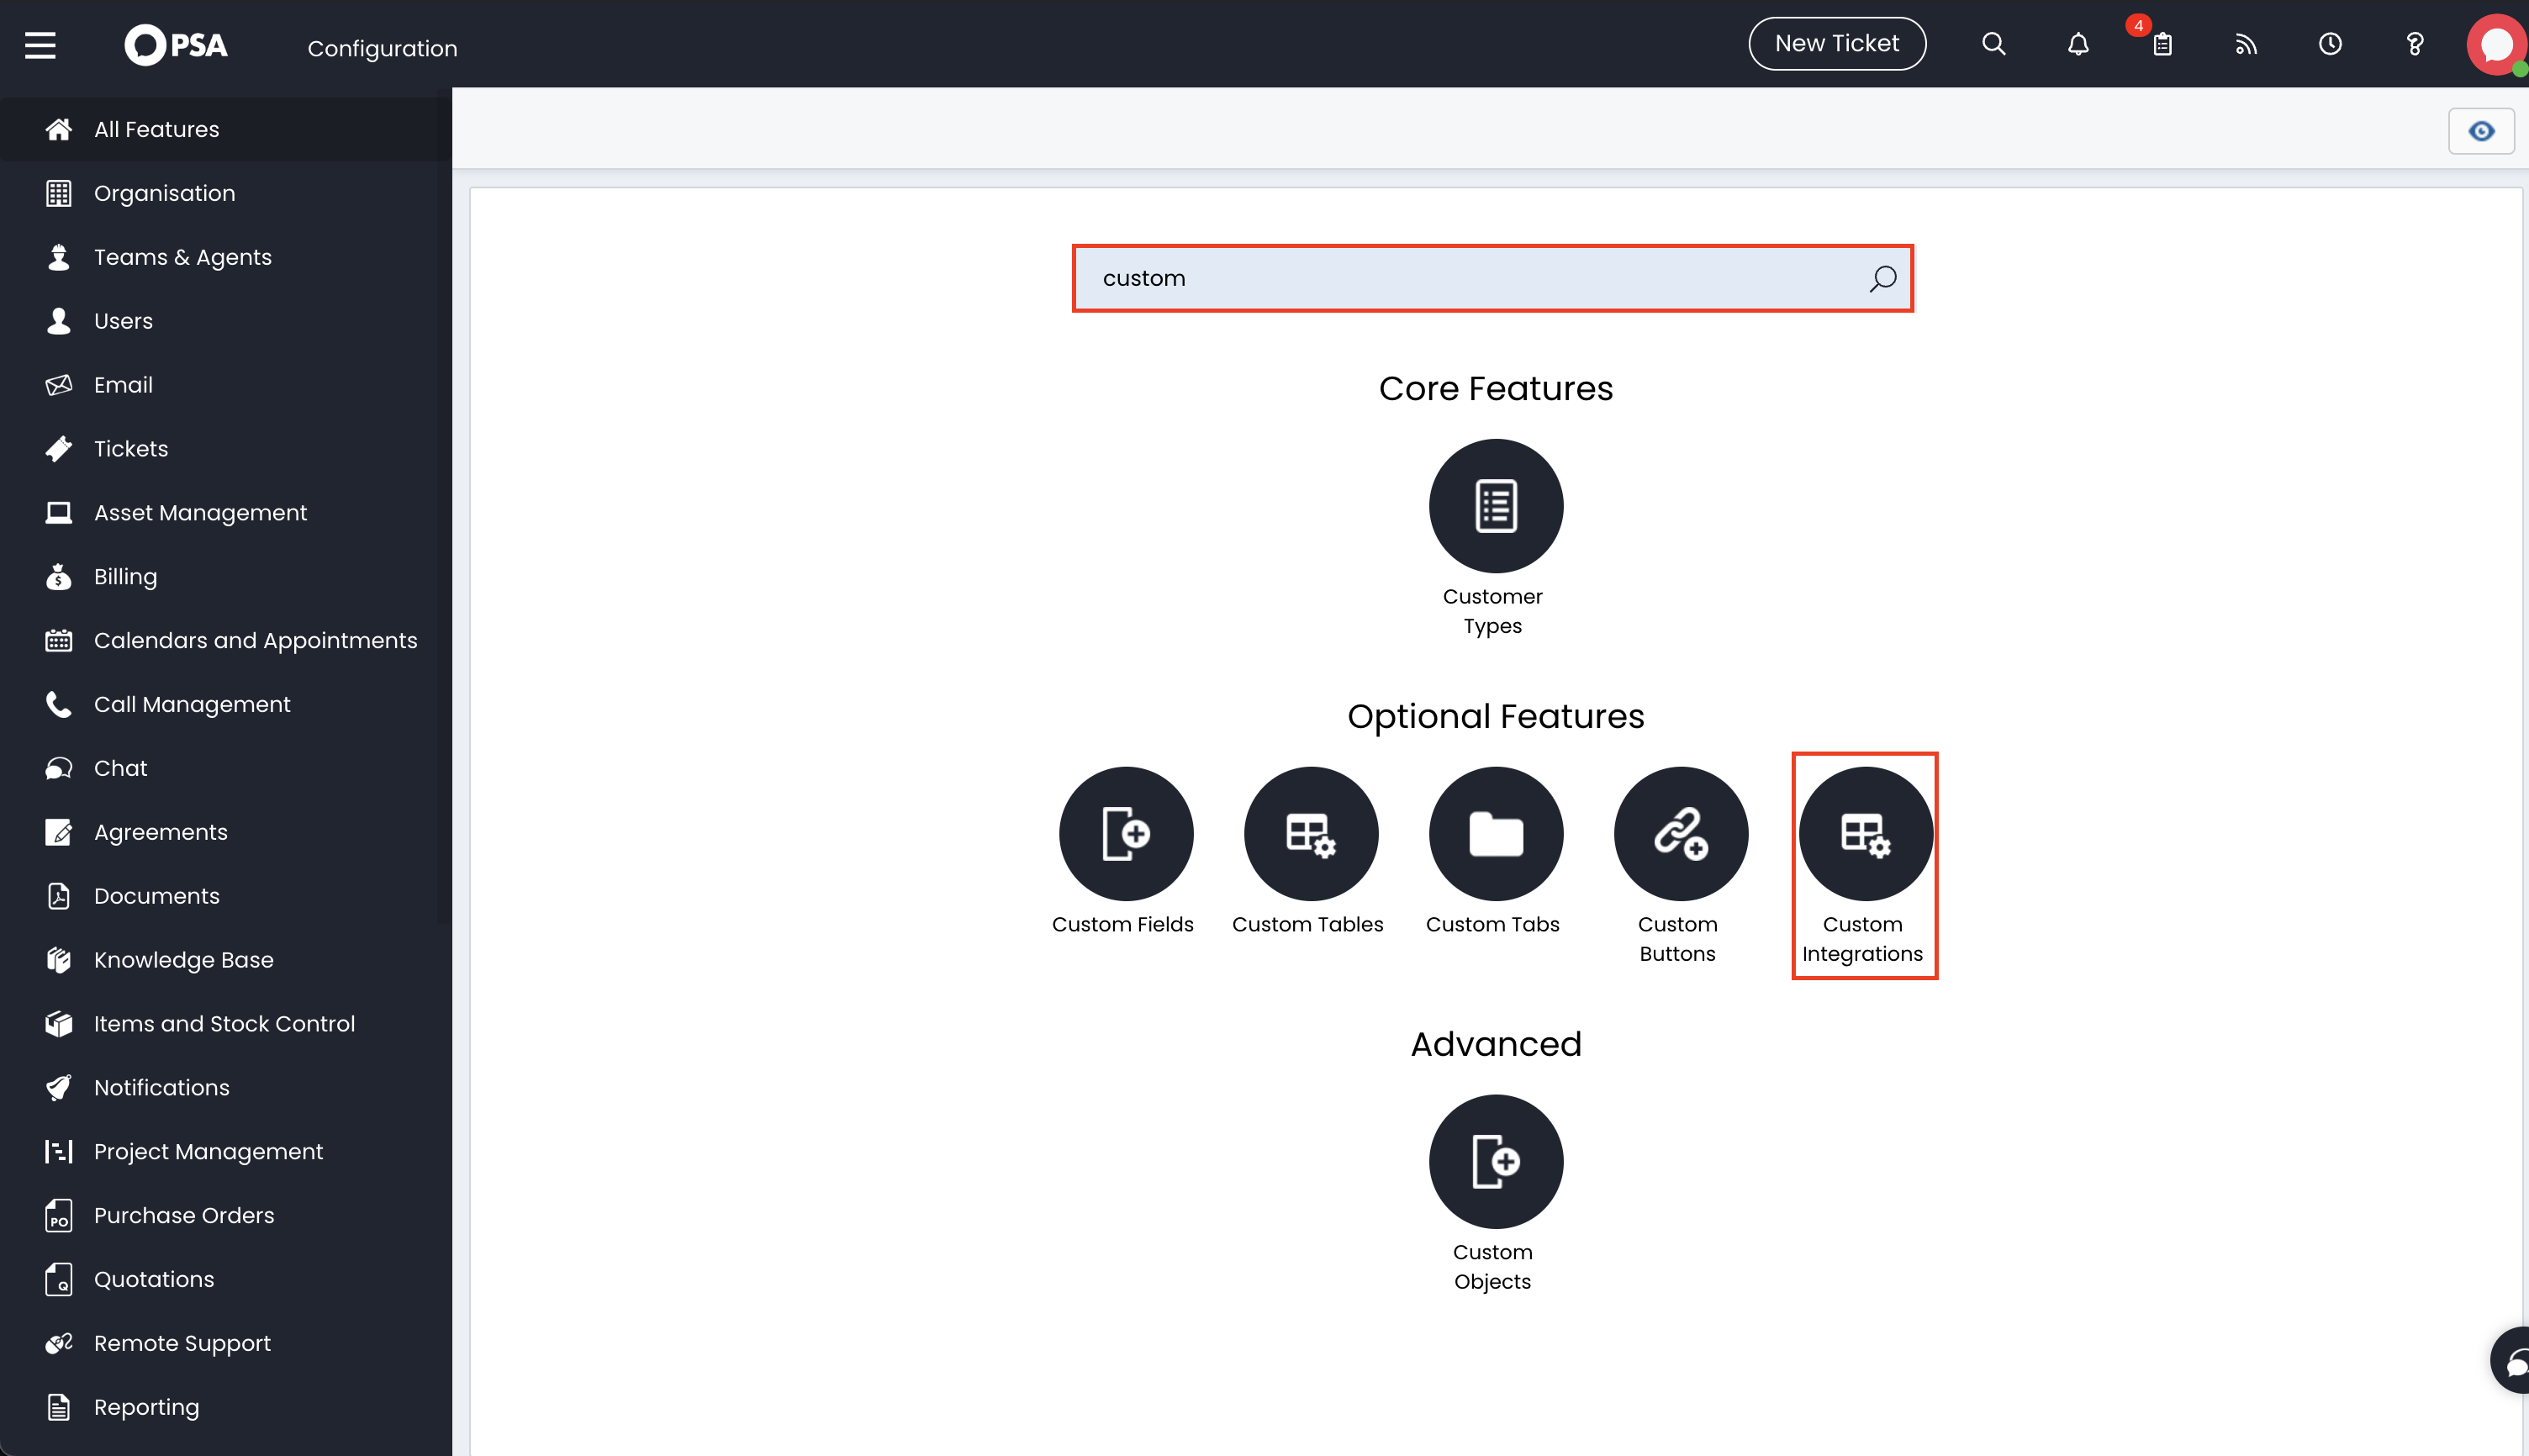 PSA
Configuration
New Ticket
4
All Features
Organisation
Teams & Agents
Users
Email
Tickets
Asset Management
Billing
Calendars and Appointments
Call Management
Chat
Agreements
Documents
Knowledge Base
Items and Stock Control
Notifications
Project Management
PO
Purchase Orders
Q
Quotations
Remote Support
Reporting
custom
Core Features
Customer
Types
Optional Features
Custom Fields
Custom Tables
Custom Tabs
Custom
Buttons
Custom
Integrations
Advanced
Custom
Objects